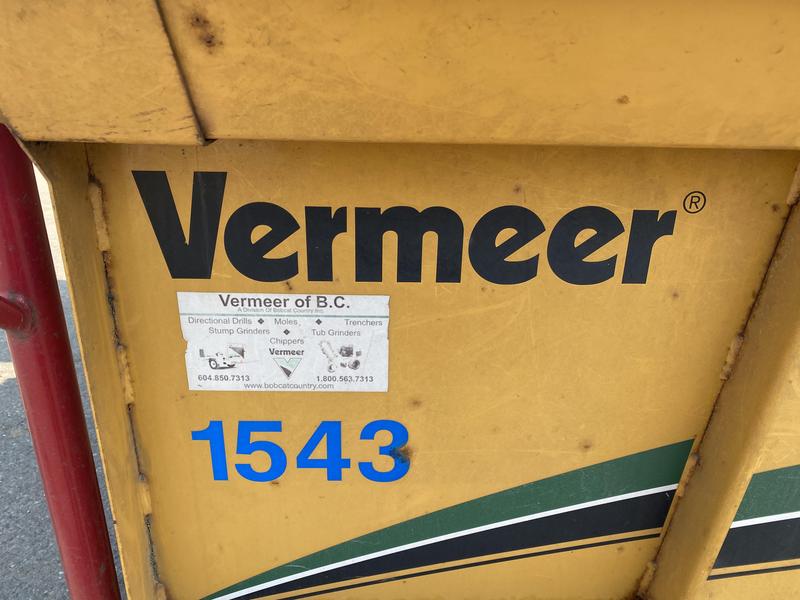 Vermeer®
Vermeer of B.C.
A Division Of Bobcat Country Inc.
Directional Drills ◆ Moles ◆ Trenchers
Stump Grinders ◆ Tub Grinders
Chippers
Vermeer
604.850.7313 1.800.563.7313
www.bobcatcountry.com
1543